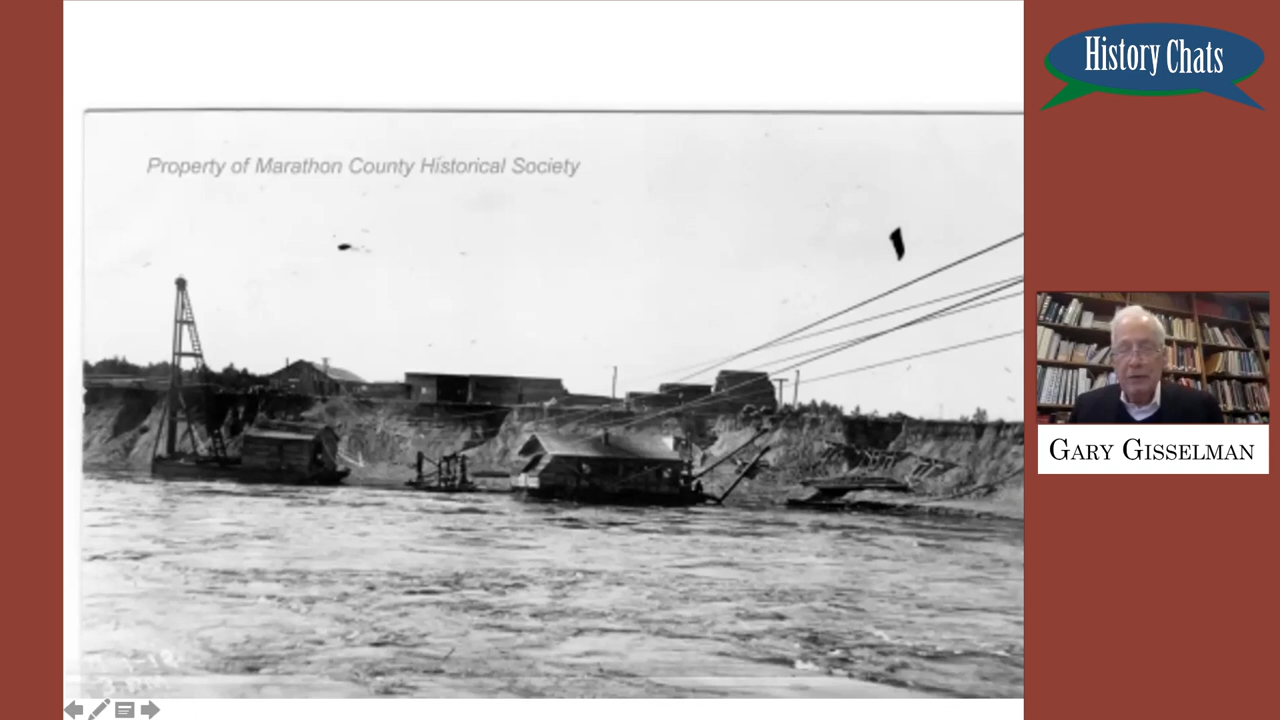 History Chats
Property of Marathon County Historical Society
GARY GISSELMAN